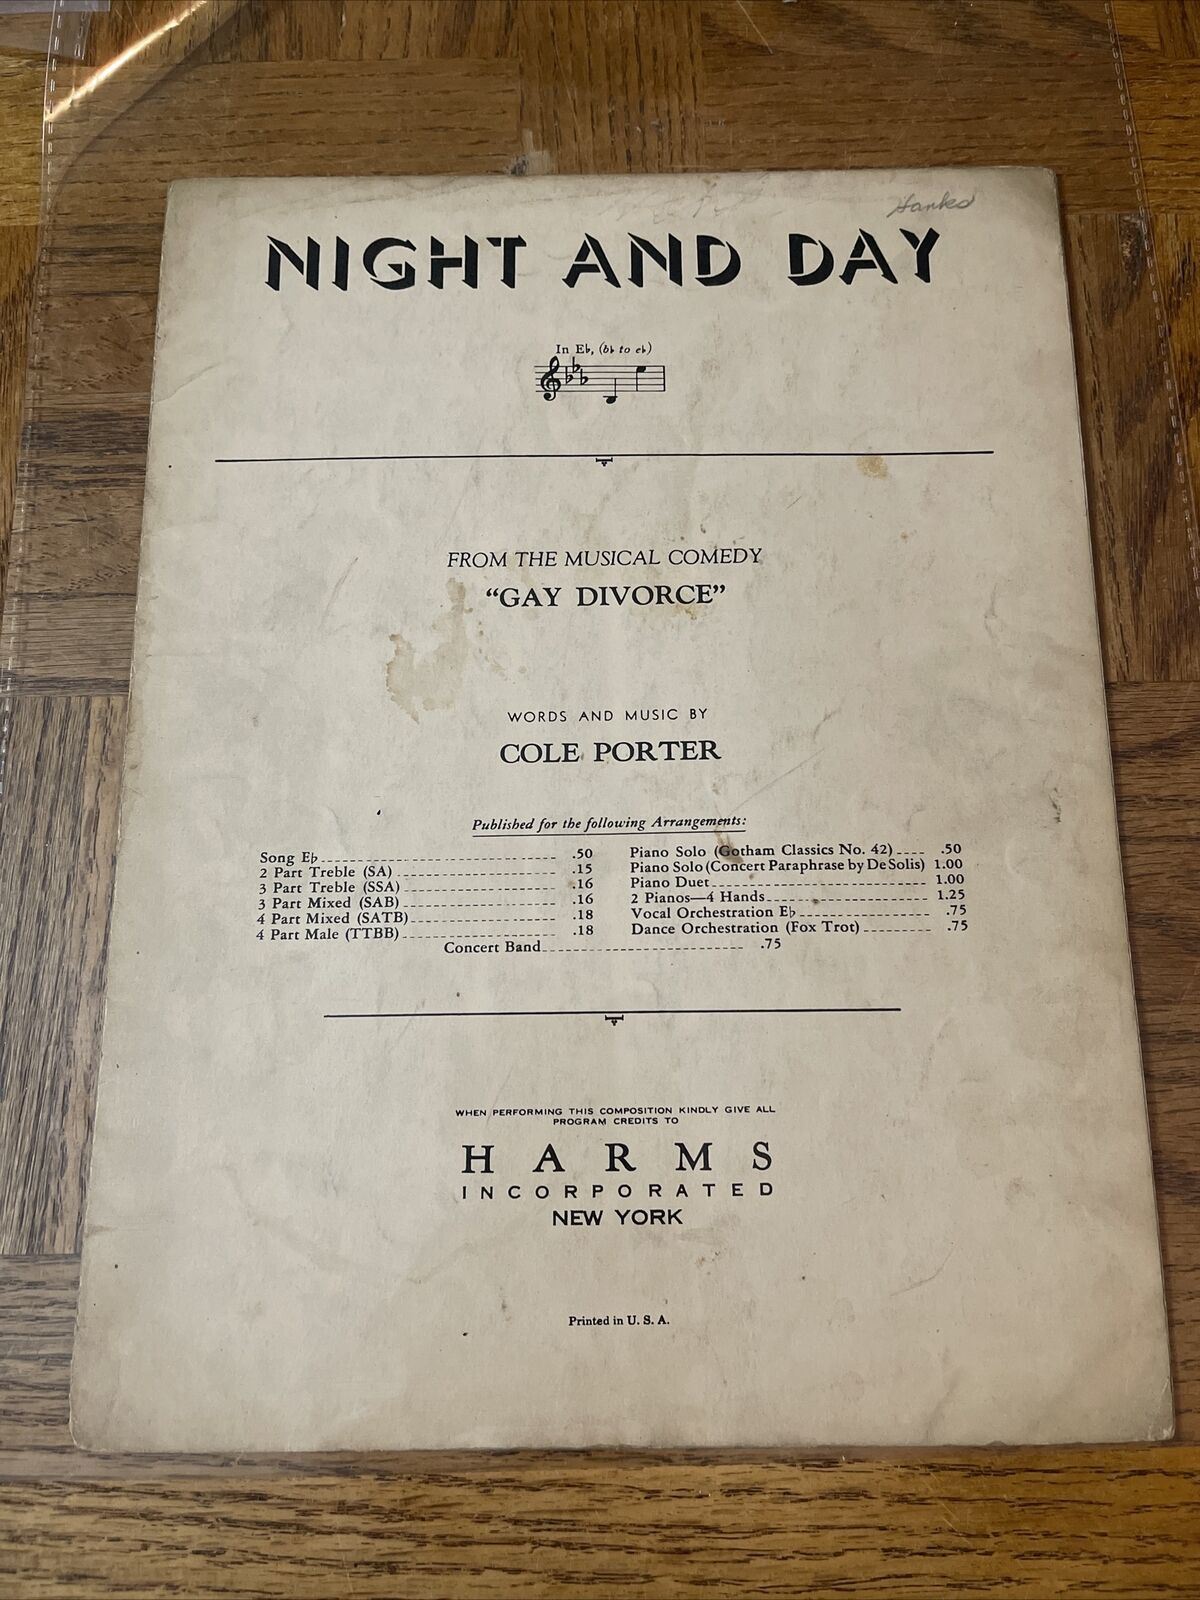 Hanks
NIGHT AND DAY
In E♭, (b♭ to e♭)
FROM THE MUSICAL COMEDY
“GAY DIVORCE”
WORDS AND MUSIC BY
COLE PORTER
Published for the following Arrangements:
Song E♭ .50
2 Part Treble (SA) .15
3 Part Treble (SSA) .16
3 Part Mixed (SAB) .16
4 Part Mixed (SATB) .18
4 Part Male (TTBB) .18
Piano Solo (Gotham Classics No. 42) .50
Piano Solo (Concert Paraphrase by De Solis) 1.00
Piano Duet 1.00
2 Pianos—4 Hands 1.25
Vocal Orchestration E♭ .75
Dance Orchestration (Fox Trot) .75
Concert Band .75
WHEN PERFORMING THIS COMPOSITION KINDLY GIVE ALL
PROGRAM CREDITS TO
HARMS
INCORPORATED
NEW YORK
Printed in U. S. A.